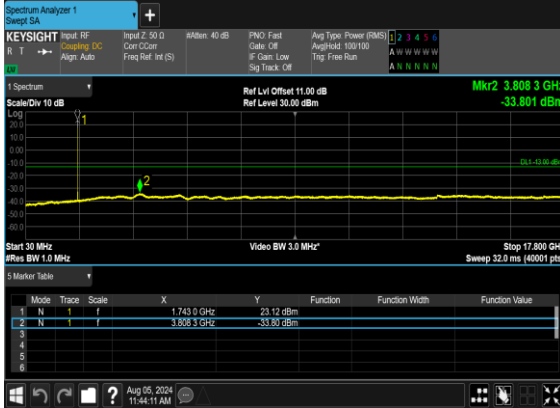 Spectrum Analyzer 1
Swept SA
+
KEYSIGHT Input: RF Input Z: 50 Ω #Atten: 40 dB PNO: Fast Avg Type: Power (RMS) 1 2 3 4 5 6
R T Coupling: DC Corr CCorr Gate: Off Avg|Hold: 100/100 A W W W W W
Align: Auto Freq Ref: Int (S) IF Gain: Low Trig: Free Run
Sig Track: Off A N N N N N
1 Spectrum Ref Lvl Offset 11.00 dB Mkr2 3.808 3 GHz
Scale/Div 10 dB Ref Level 30.00 dBm -33.801 dBm
Log
20.0
10.0
0.00
-10.0
-20.0
-30.0
-40.0
-50.0
-60.0
1
DL1 -13.00 dBm
2
Start 30 MHz Video BW 3.0 MHz* Stop 17.800 GH
#Res BW 1.0 MHz Sweep 32.0 ms (40001 pts
5 Marker Table
Mode Trace Scale X Y Function Function Width Function Value
1 N 1 f 1.743 0 GHz 23.12 dBm
2 N 1 f 3.808 3 GHz -33.80 dBm
3
4
5
6
? Aug 05, 2024
11:44:11 AM